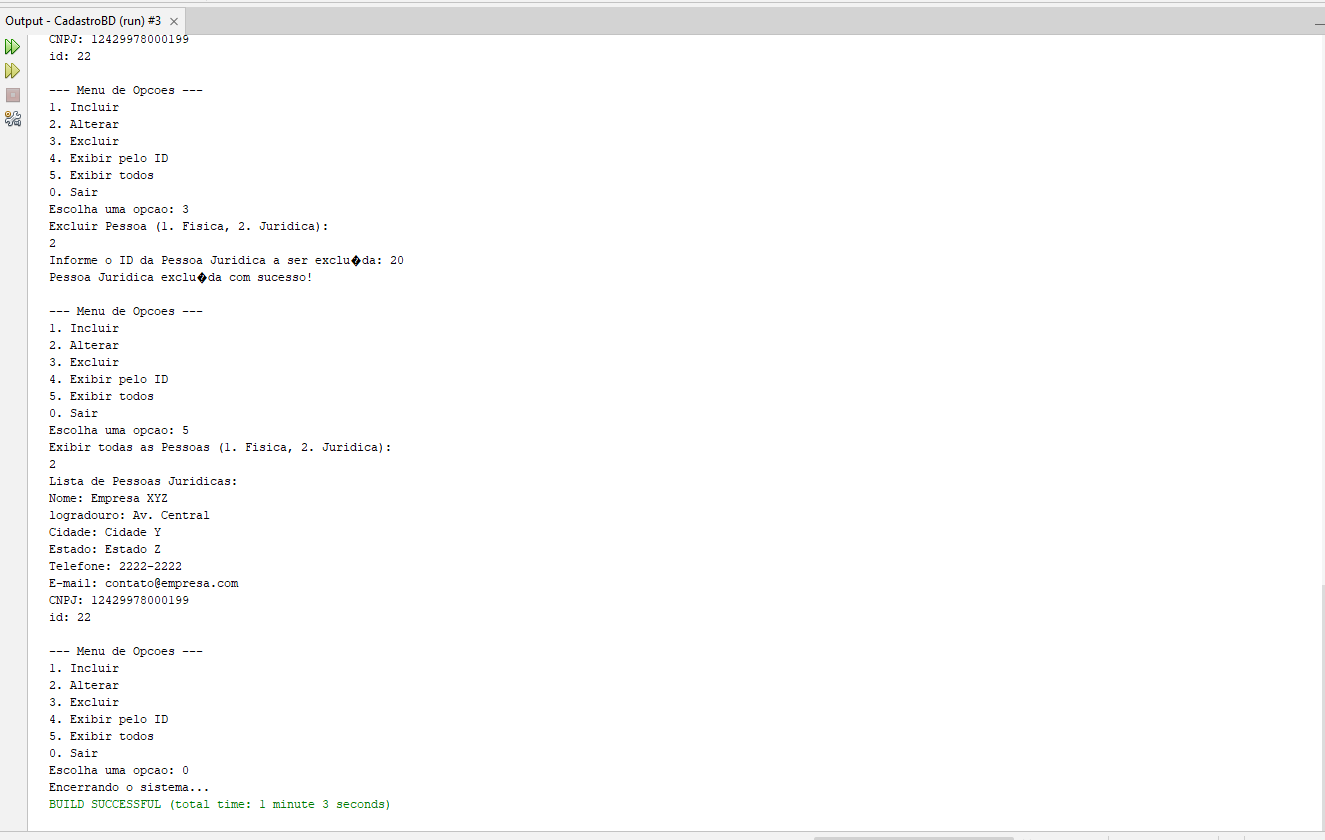 Output - CadastroBD (run) #3
CNPJ: 12429978000199
id: 22
--- Menu de Opcoes ---
1. Incluir
2. Alterar
3. Excluir
4. Exibir pelo ID
5. Exibir todos
0. Sair
Escolha uma opcao: 3
Excluir Pessoa (1. Fisica, 2. Juridica):
2
Informe o ID da Pessoa Juridica a ser exclu�da: 20
Pessoa Juridica exclu�da com sucesso!
--- Menu de Opcoes ---
1. Incluir
2. Alterar
3. Excluir
4. Exibir pelo ID
5. Exibir todos
0. Sair
Escolha uma opcao: 5
Exibir todas as Pessoas (1. Fisica, 2. Juridica):
2
Lista de Pessoas Juridicas:
Nome: Empresa XYZ
logradouro: Av. Central
Cidade: Cidade Y
Estado: Estado Z
Telefone: 2222-2222
E-mail: contato@empresa.com
CNPJ: 12429978000199
id: 22
--- Menu de Opcoes ---
1. Incluir
2. Alterar
3. Excluir
4. Exibir pelo ID
5. Exibir todos
0. Sair
Escolha uma opcao: 0
Encerrando o sistema...
BUILD SUCCESSFUL (total time: 1 minute 3 seconds)